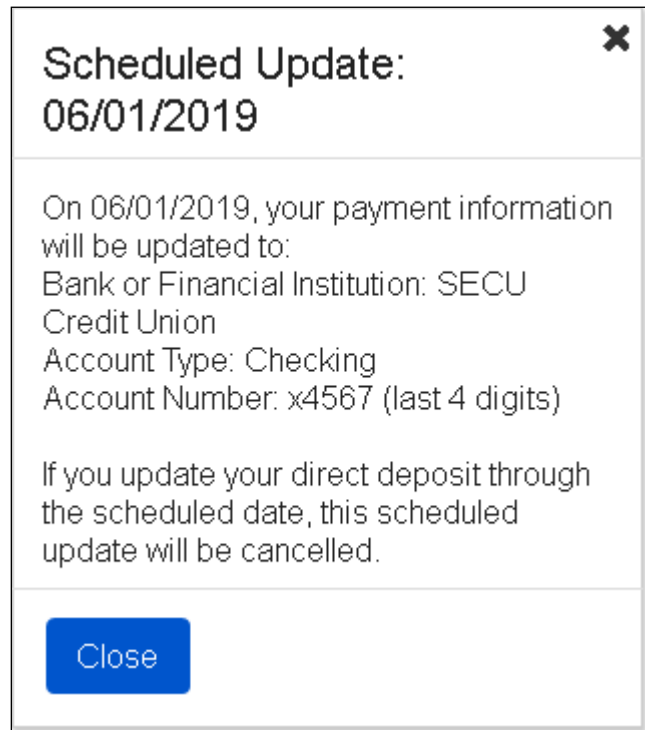 Scheduled Update:
06/01/2019
On 06/01/2019, your payment information
will be updated to:
Bank or Financial Institution: SECU
Credit Union
Account Type: Checking
Account Number: x4567 (last 4 digits)
If you update your direct deposit through
the scheduled date, this scheduled
update will be cancelled.
Close